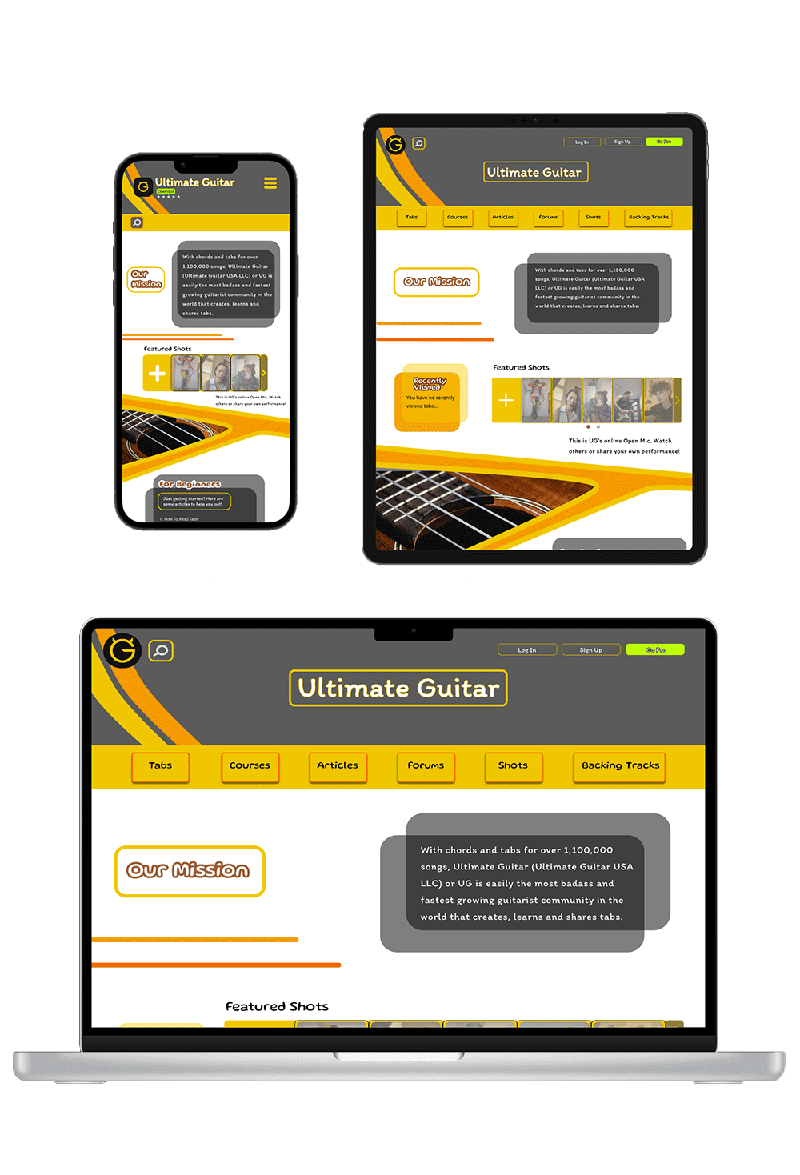 Ultimate Guitar
Our
Mission
With chords and tabs for over
1,100,000 songs, Ultimate Guitar
(Ultimate Guitar USA LLC) or UG is
easily the most badass and fastest
growing guitarist community in the
world that creates, learns and
shares tabs.
Featured Shots
This is UG's online Open Mic. Watch
others or share your own performance!
For Beginners
Just getting started? Here are
some articles to help you out!
Log In
Sign Up
Ultimate Guitar
Tabs
Courses
Articles
Forums
Shots
Backing Tracks
Our Mission
With chords and tabs for over 1,100,000
songs, Ultimate Guitar (Ultimate Guitar USA
LLC) or UG is easily the most badass and
fastest growing guitarist community in the
world that creates, learns and shares tabs.
Recently
Viewed
You have no recently
viewed tabs...
Featured Shots
This is UG's online Open Mic. Watch
others or share your own performance!
Log In
Sign Up
Ultimate Guitar
Tabs
Courses
Articles
Forums
Shots
Backing Tracks
Our Mission
With chords and tabs for over 1,100,000
songs, Ultimate Guitar (Ultimate Guitar USA
LLC) or UG is easily the most badass and
fastest growing guitarist community in the
world that creates, learns and shares tabs.
Featured Shots